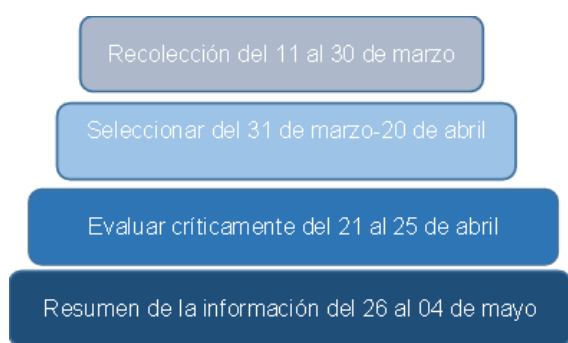 Recolección del 11 al 30 de marzo
Seleccionar del 31 de marzo-20 de abril
Evaluar críticamente del 21 al 25 de abril
Resumen de la información del 26 al 04 de mayo